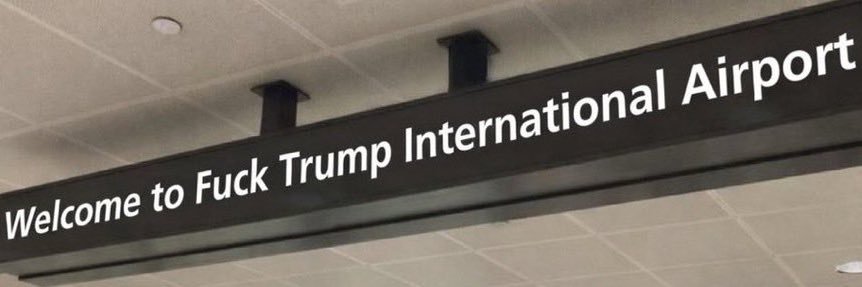 Welcome to Fuck Trump International Airport